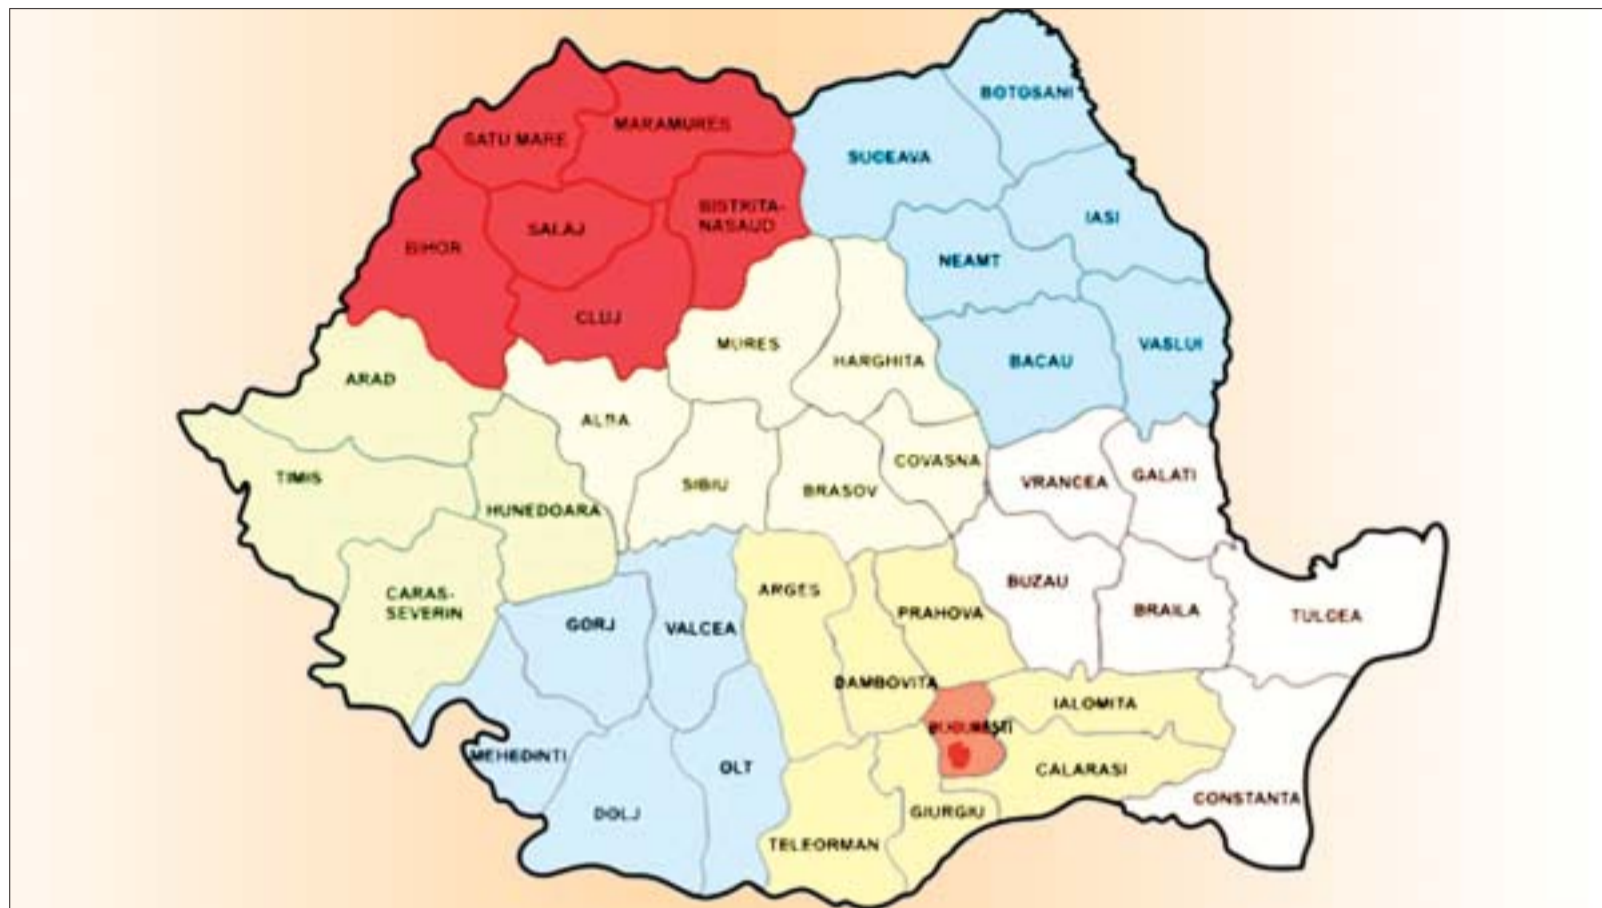 BOTOSANI
SATU MARE
MARAMURES
SUCEAVA
BISTRITA-
NASAUD
SALAJ
BIHOR
IASI
NEAMT
CLUJ
MURES
HARGHITA
BACAU
VASLUI
ARAD
ALBA
COVASNA
TIMIS
SIBIU
BRASOV
VRANCEA
GALATI
HUNEDOARA
CARAS-
SEVERIN
ARGES
BUZAU
PRAHOVA
BRAILA
TULCEA
GORJ
VALCEA
DAMBOVITA
IALOMITA
MEHEDINTI
OLT
CALARASI
CONSTANTA
DOLJ
GIURGIU
TELEORMAN